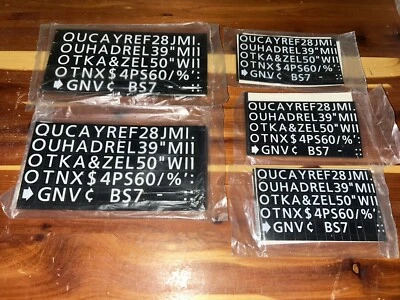 OUCAYREF28JMI.
OUHADREL39"MIi
OTKA&ZEL50"WII
OTNX$4PS60/%':
➡GNV¢ BS7 -
OUCAYREF28JMI.
OUHADREL39"MIi
OTKA&ZEL50"WII
OTNX$4PS60/%':
➡GNV¢ BS7 - :
OUCAYREF28JMI.
OUHADREL39"MIi
OTKA&ZEL50"WII
OTNX$4PS60/%':
➡GNV¢ BS7 - :
OUCAYREF28JMI.
OUHADREL39"MIi
OTKA&ZEL50"WII
OTNX$4PS60/%':
➡GNV¢ BS7 - :
OUCAYREF28JMI.
OUHADREL39"MIi
OTKA&ZEL50"WII
OTNX$4PS60/%':
➡GNV¢ BS7 - :